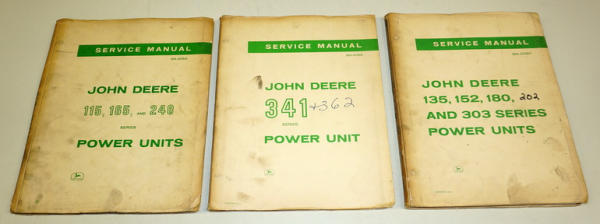 SERVICE MANUAL
JOHN DEERE
115, 165, AND 240
SERIES
POWER UNITS
SERVICE MANUAL
JOHN DEERE
341 + 362
SERIES
POWER UNIT
SERVICE MANUAL
JOHN DEERE
135, 152, 180, 202
AND 303 SERIES
POWER UNITS